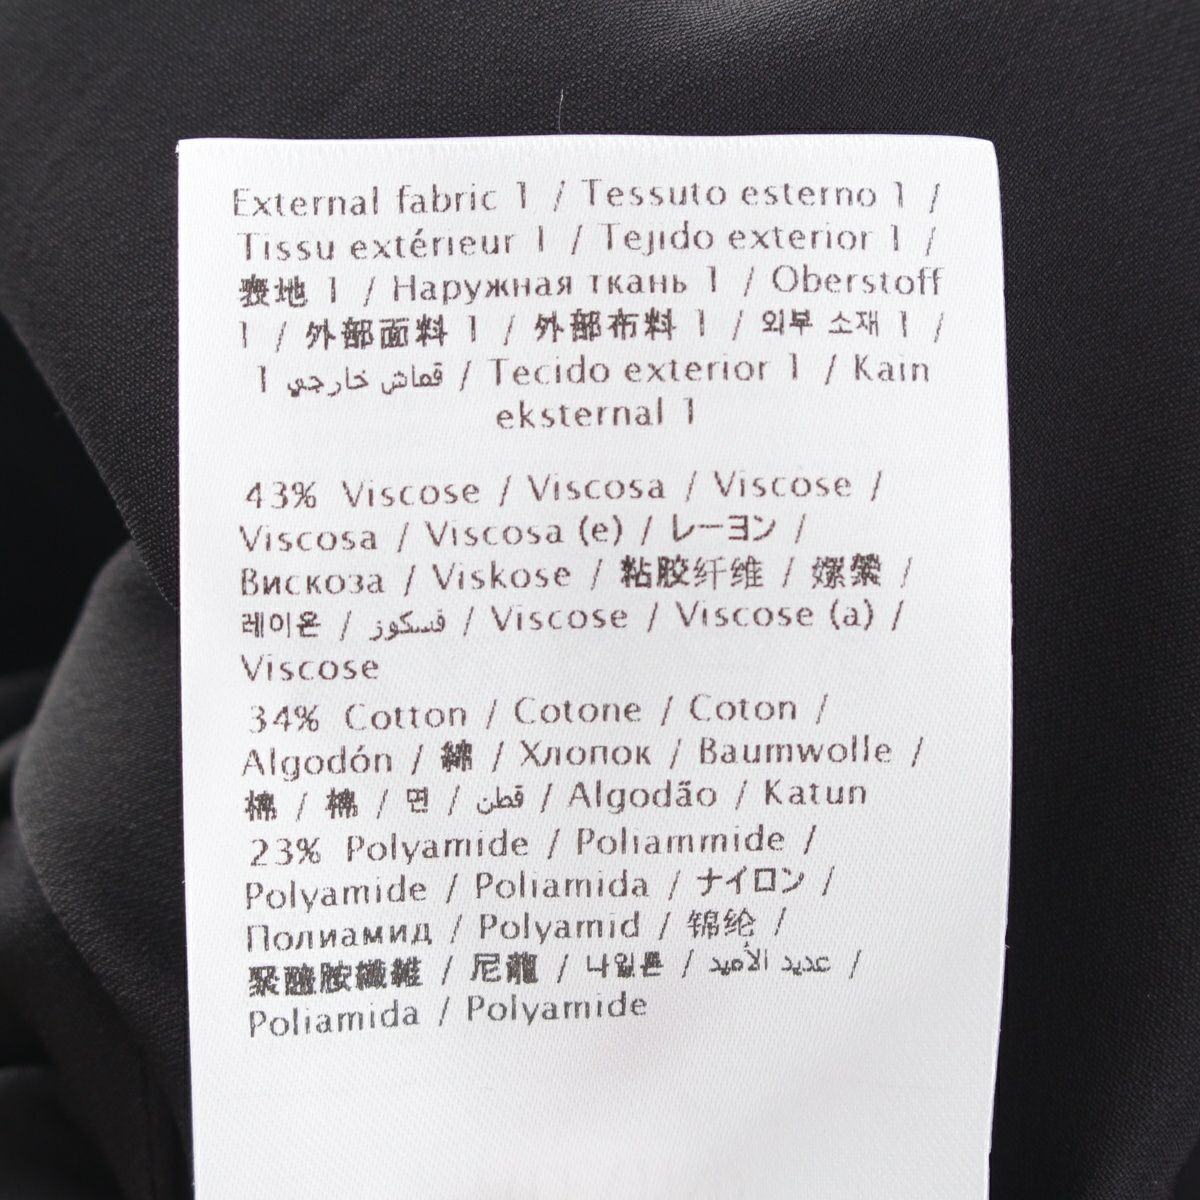 External fabric 1 / Tessuto esterno 1 /
Tissu extérieur 1 / Tejido exterior 1 /
表地 1 / Наружная ткань 1 / Oberstoff
1 / 外部面料 1 / 外部布料 1 / 외부 소재 1 /
قماش خارجي 1 / Tecido exterior 1 / Kain
eksternal 1
43% Viscose / Viscosa / Viscose /
Viscosa / Viscosa (e) / レーヨン /
Вискоза / Viskose / 粘胶纤维 / 嫘縈 /
레이온 / فسكوز / Viscose / Viscose (a) /
Viscose
34% Cotton / Cotone / Coton /
Algodón / 綿 / Хлопок / Baumwolle /
棉 / 棉 / 면 / قطن / Algodão / Katun
23% Polyamide / Poliammide /
Polyamide / Poliamida / ナイロン /
Полиамид / Polyamid / 锦纶 /
聚醯胺纖維 / 尼龍 / 나일론 / عديد الأميد /
Poliamida / Polyamide